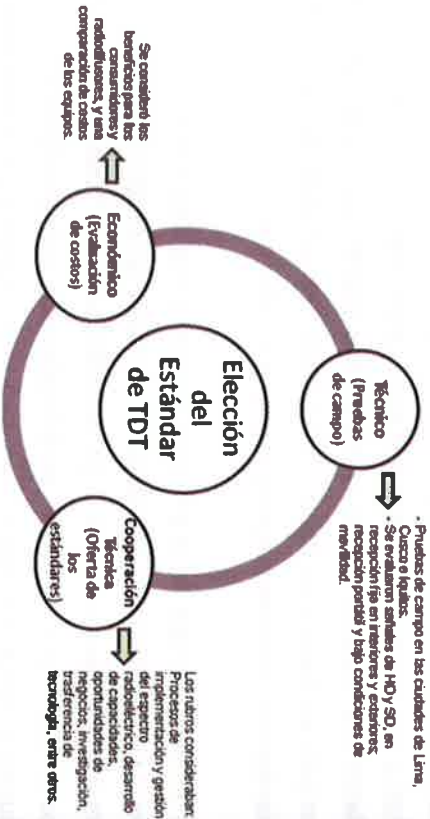 Elección
del
Estándar
de TDT
Técnico
(Pruebas
de campo)
- Pruebas de campo en las ciudades de Lima,
Cusco e Iquitos.
- Se evaluaron señales de HD y SD, en
recepción fija en interiores y exteriores,
recepción portátil y bajo condiciones de
movilidad.
Económico
(Evaluación
de costos)
Se consideró los
beneficios para los
consumidores y
radiodifusores, y una
comparación de costos
de los equipos.
Cooperación
Técnica
(Oferta de
los
estándares)
Los rubros consideraban:
Procesos de
implementación y gestión
del espectro
radioeléctrico, desarrollo
de capacidades,
oportunidades de
negocios, investigación,
trasferencia de
tecnología, entre otros.